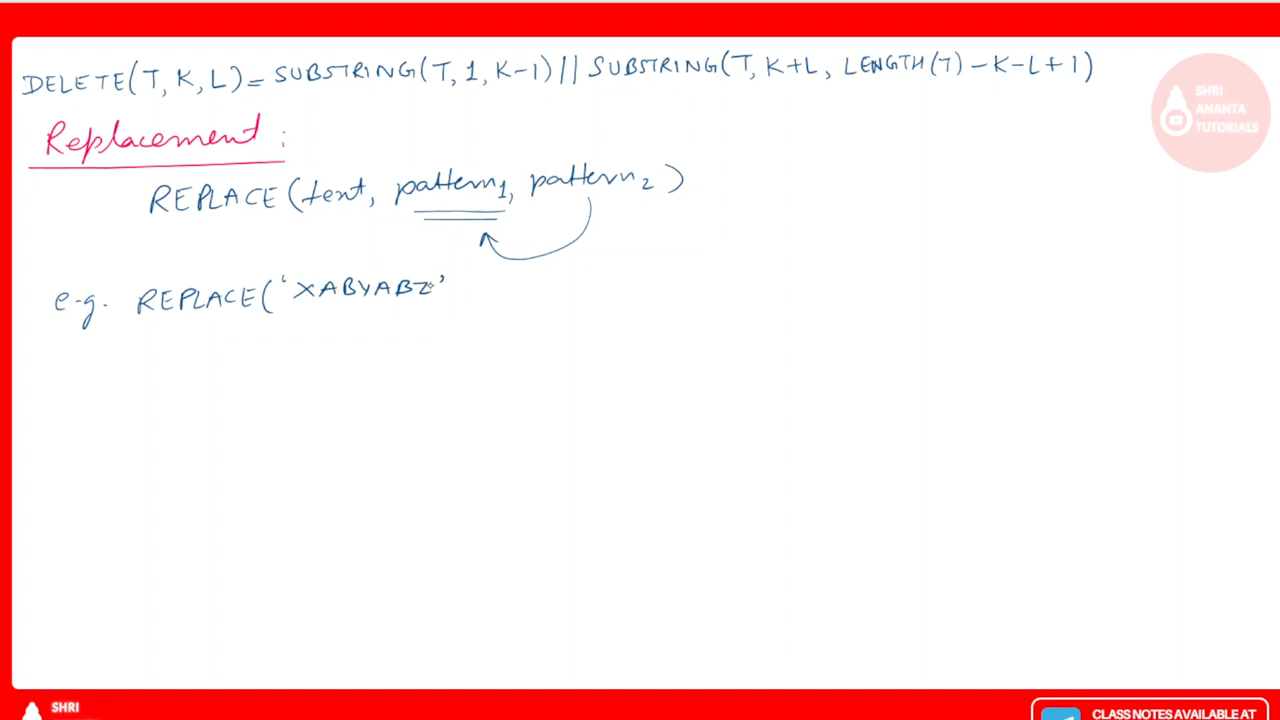 DELETE(T, K, L) = SUBSTRING(T, 1, K-1) // SUBSTRING(T, K+L, LENGTH(T) - K - L + 1)
SHRI
ANANTA
TUTORIALS
Replacement :
REPLACE(text, pattern1, pattern2)
e.g. REPLACE('XABYABZ'
SHRI
CLASS NOTES AVAILABLE AT